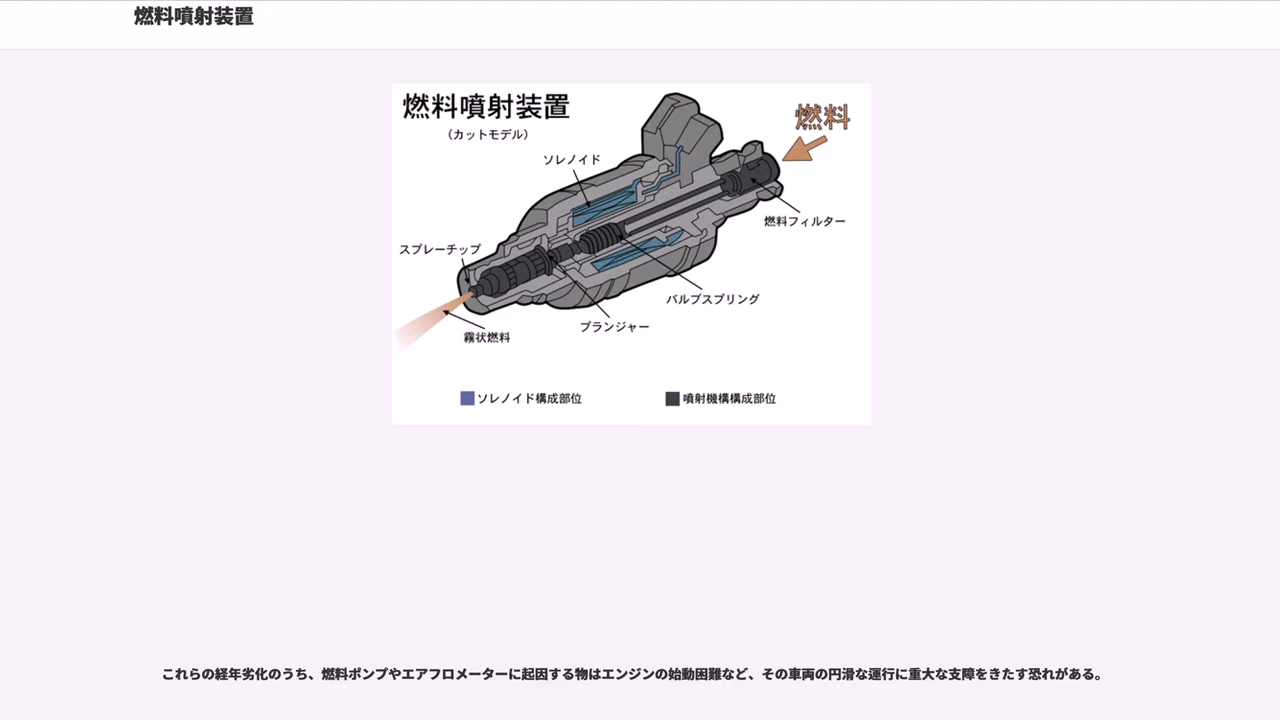 燃料噴射装置
燃料噴射装置
（カットモデル）
燃料
ソレノイド
燃料フィルター
スプレーチップ
バルブスプリング
プランジャー
霧状燃料
ソレノイド構成部位
噴射機構構成部位
これらの経年劣化のうち、燃料ポンプやエアフロメーターに起因する物はエンジンの始動困難など、その車両の円滑な運行に重大な支障をきたす恐れがある。